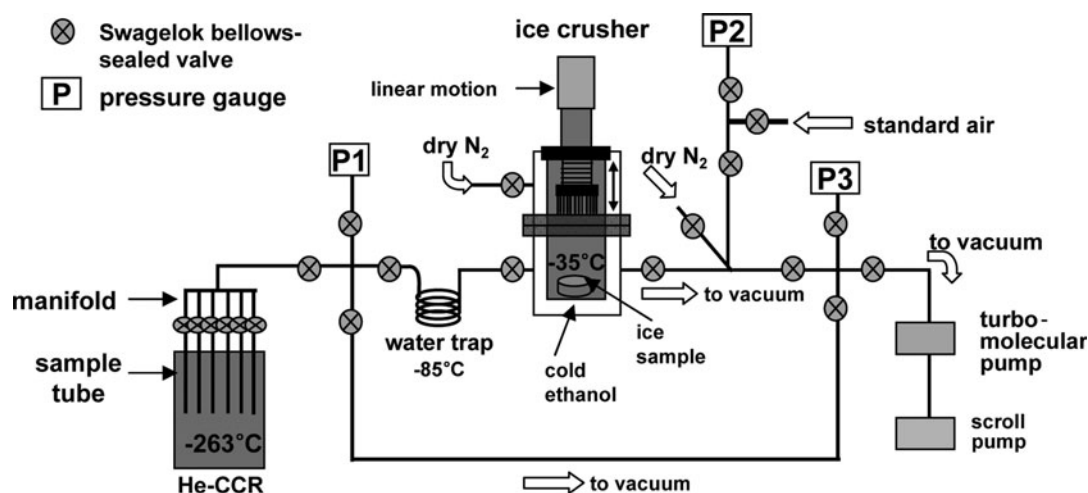 Swagelok bellows-
sealed valve
P pressure gauge
ice crusher
linear motion
dry N₂
P1
P2
standard air
dry N₂
P3
to vacuum
-35°C
to vacuum
manifold
water trap
-85°C
ice
sample
cold
ethanol
sample
tube
-263°C
He-CCR
turbo-
molecular
pump
scroll
pump
to vacuum